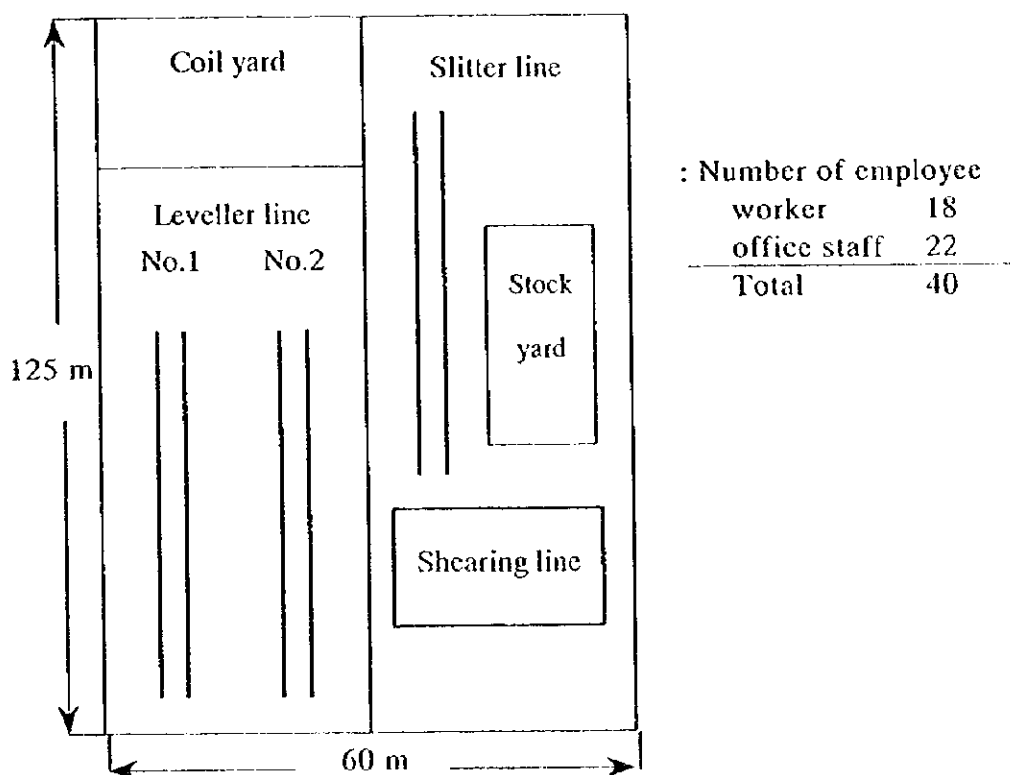 Coil yard
Slitter line
: Number of employee
worker 18
office staff 22
Total 40
Leveller line
No.1 No.2
Stock
yard
125 m
Shearing line
60 m